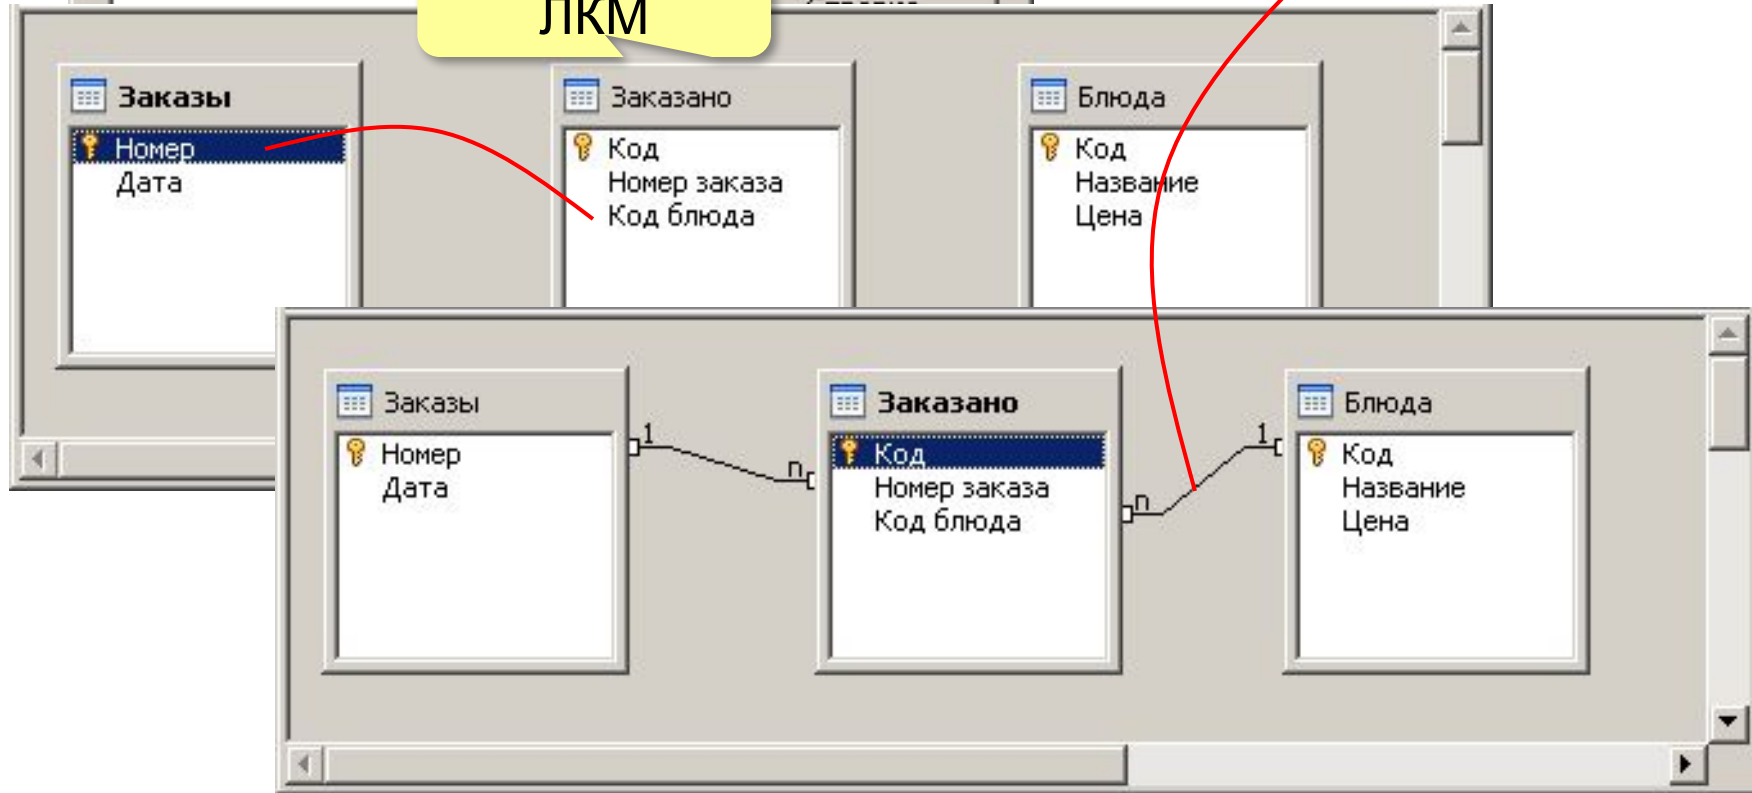 ЛКМ
Заказы
Номер
Дата
Заказано
Код
Номер заказа
Код блюда
Блюда
Код
Название
Цена
Заказы
Номер
Дата
1
n
Заказано
Код
Номер заказа
Код блюда
n
1
Блюда
Код
Название
Цена